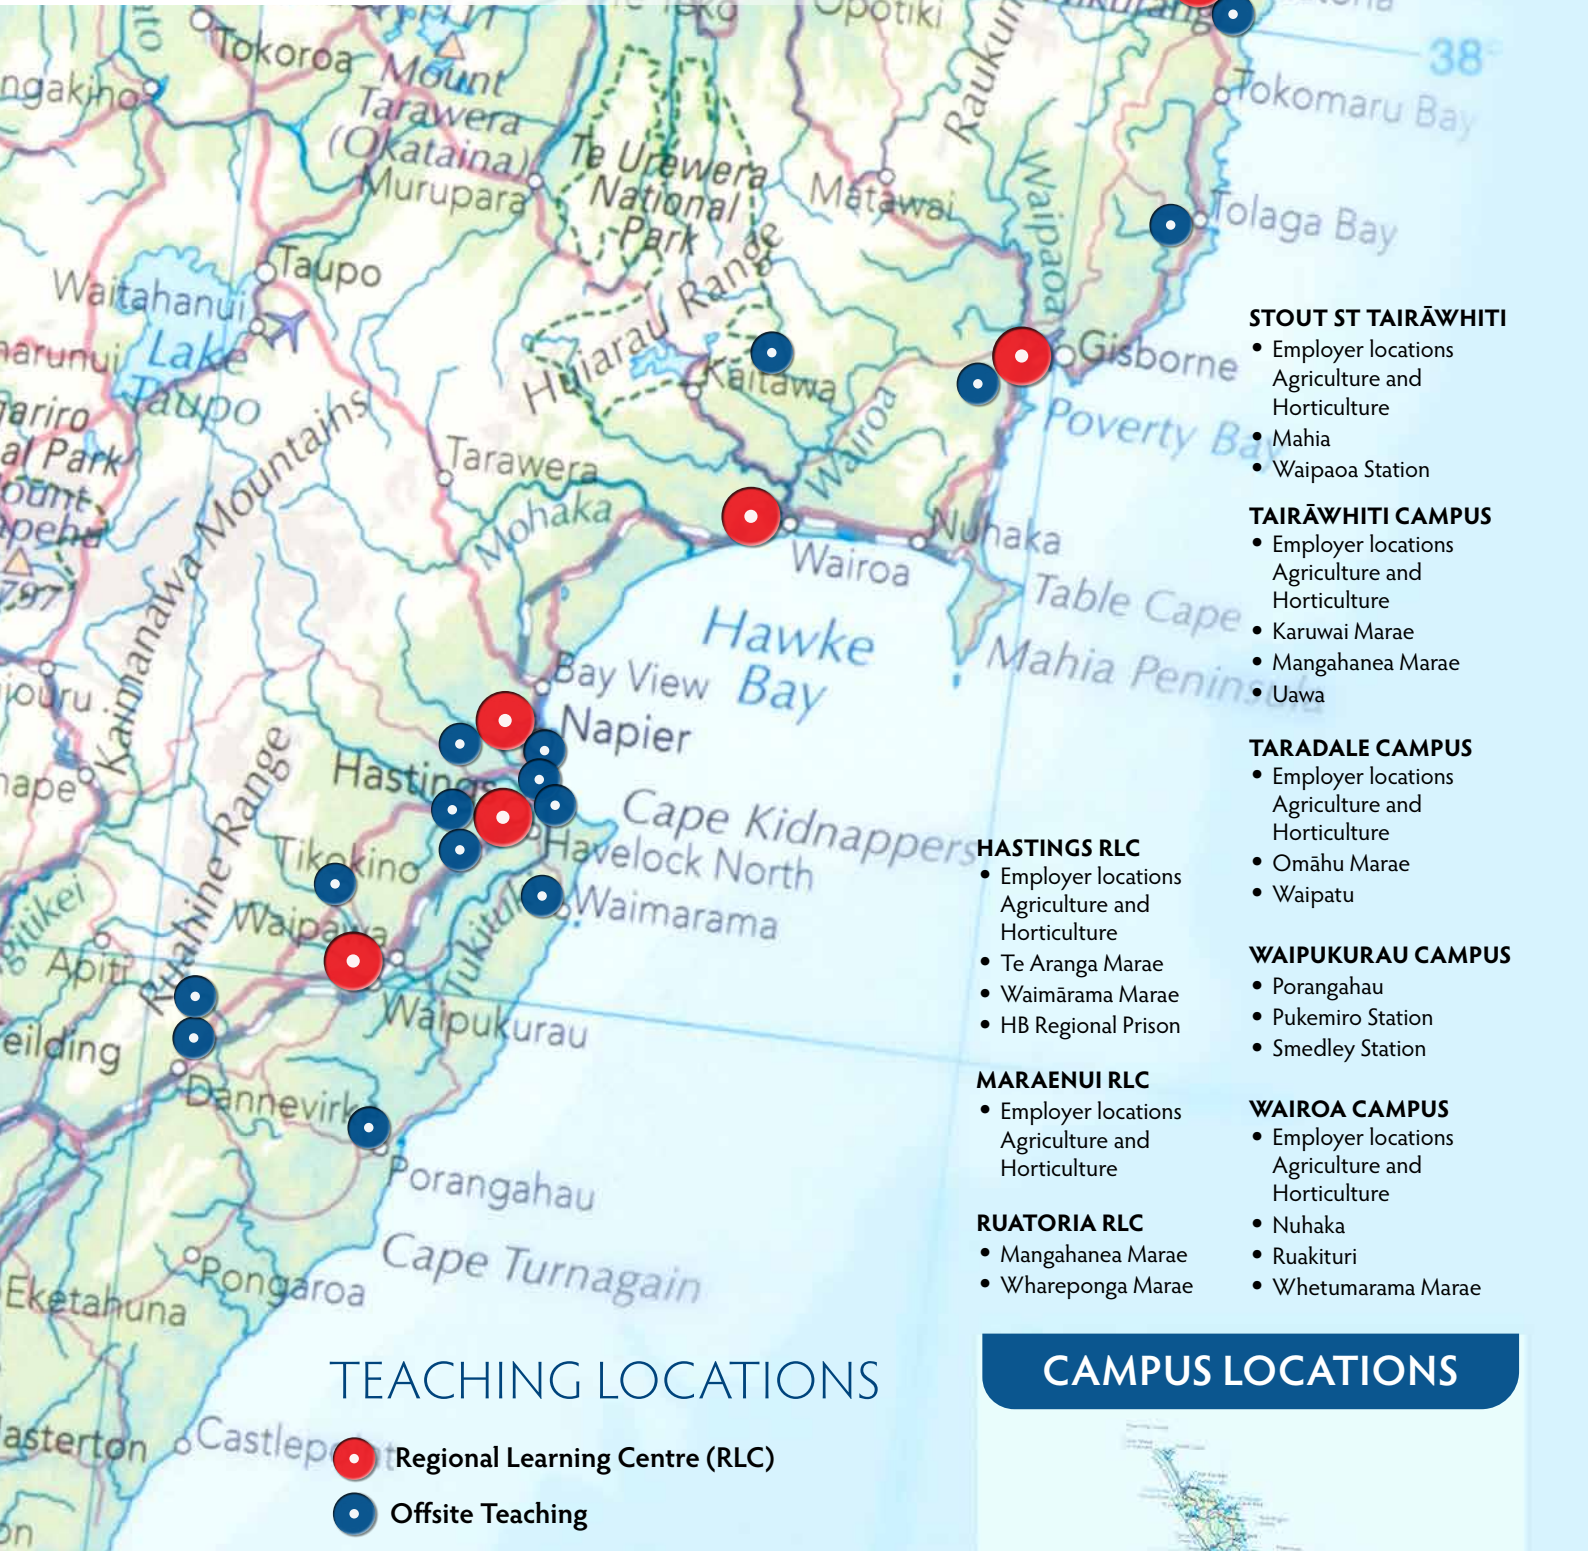 Opotiki
38°
Tokoroa
Mount
Tarawera
(Okataina)
Murupara
Te Urewera
National
Park
Matawai
Waipaoa
Tokomaru Bay
Tolaga Bay
Taupo
Waitahanui
Lake
Taupo
Huiarau Range
Kaitawa
Gisborne
Poverty Bay
Kaimanawa Mountains
Tarawera
Mohaka
Wairoa
Nuhaka
Wairoa
Table Cape
Mahia Peninsula
Hawke
Bay
Bay View
Napier
Hastings
Cape Kidnappers
Havelock North
Tikokino
Waimarama
Waipawa
Ruahine Range
Apiti
Waipukurau
Porangahau
Cape Turnagain
Pongaroa
Eketahuna
STOUT ST TAIRĀWHITI
• Employer locations
Agriculture and
Horticulture
• Mahia
• Waipaoa Station
TAIRĀWHITI CAMPUS
• Employer locations
Agriculture and
Horticulture
• Karuwai Marae
• Mangahanea Marae
• Uawa
TARADALE CAMPUS
• Employer locations
Agriculture and
Horticulture
• Omāhu Marae
• Waipatu
HASTINGS RLC
• Employer locations
Agriculture and
Horticulture
• Te Aranga Marae
• Waimārama Marae
• HB Regional Prison
WAIPUKURAU CAMPUS
• Porangahau
• Pukemiro Station
• Smedley Station
MARAENUI RLC
• Employer locations
Agriculture and
Horticulture
WAIROA CAMPUS
• Employer locations
Agriculture and
Horticulture
• Nuhaka
• Ruakituri
• Whetumarama Marae
RUATORIA RLC
• Mangahanea Marae
• Whareponga Marae
TEACHING LOCATIONS
Regional Learning Centre (RLC)
Offsite Teaching
CAMPUS LOCATIONS